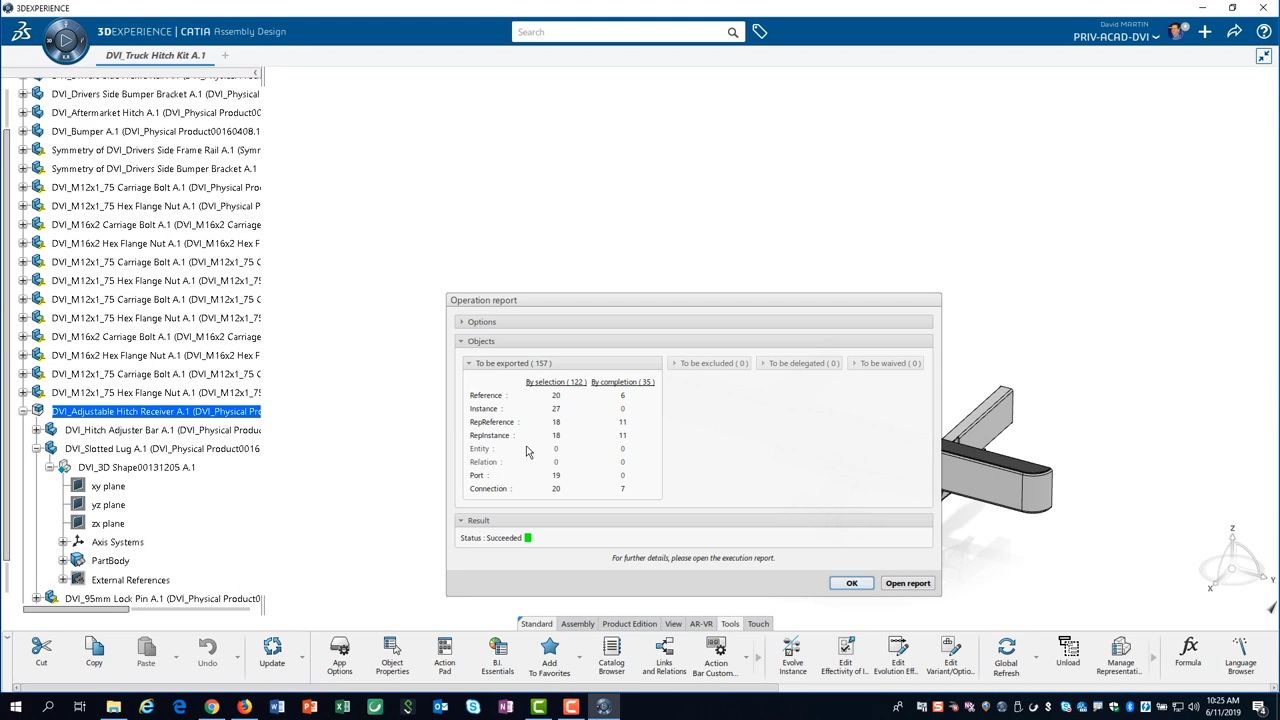 3DEXPERIENCE
3DEXPERIENCE | CATIA Assembly Design
Search
David MARTIN
PRIV-ACAD-DVI
DVI_Truck Hitch Kit A.1
DVI_Drivers Side Bumper Bracket A.1 (DVI_Physical
DVI_Aftermarket Hitch A.1 (DVI_Physical Product00
DVI_Bumper A.1 (DVI_Physical Product00160408.1
Symmetry of DVI_Drivers Side Frame Rail A.1 (Symr
Symmetry of DVI_Drivers Side Bumper Bracket A.1
DVI_M12x1_75 Carriage Bolt A.1 (DVI_Physical Pro
DVI_M12x1_75 Hex Flange Nut A.1 (DVI_Physical P
DVI_M16x2 Carriage Bolt A.1 (DVI_M16x2 Carriage
DVI_M16x2 Hex Flange Nut A.1 (DVI_M16x2 Hex F
DVI_M12x1_75 Carriage Bolt A.1 (DVI_M12x1_75 C
DVI_M12x1_75 Hex Flange Nut A.1 (DVI_M12x1_75
DVI_M12x1_75 Carriage Bolt A.1 (DVI_M12x1_75 C
DVI_M12x1_75 Hex Flange Nut A.1 (DVI_M12x1_75
DVI_M16x2 Carriage Bolt A.1 (DVI_M16x2 Carriage
DVI_M16x2 Hex Flange Nut A.1 (DVI_M16x2 Hex F
DVI_M12x1_75 Carriage Bolt A.1 (DVI_M12x1_75 C
DVI_M12x1_75 Hex Flange Nut A.1 (DVI_M12x1_75
DVI_Adjustable Hitch Receiver A.1 (DVI_Physical Pr
DVI_Hitch Adjuster Bar A.1 (DVI_Physical Produc
DVI_Slotted Lug A.1 (DVI_Physical Product0016
DVI_3D Shape00131205 A.1
xy plane
yz plane
zx plane
Axis Systems
PartBody
External References
DVI_95mm Lock Pin A.1 (DVI_Physical Product0
Operation report
Options
Objects
To be exported ( 157 )
To be excluded ( 0 )
To be delegated ( 0 )
To be waived ( 0 )
By selection ( 122 ) By completion ( 35 )
Reference : 20 6
Instance : 27 0
RepReference : 18 11
RepInstance : 18 11
Entity : 0 0
Relation : 0 0
Port : 19 0
Connection : 20 7
Result
Status : Succeeded
For further details, please open the execution report.
OK
Open report
Z
Y
X
Standard Assembly Product Edition View AR-VR Tools Touch
Cut
Copy
Paste
Undo
Update
App Options
Object Properties
Action Pad
B.I. Essentials
Add To Favorites
Catalog Browser
Links and Relations
Action Bar Custom...
Evolve Instance
Edit Effectivity of I...
Edit Evolution Eff...
Edit Variant/Optio...
Global Refresh
Unload
Manage Representati...
Formula
Language Browser
10:25 AM
6/11/2019